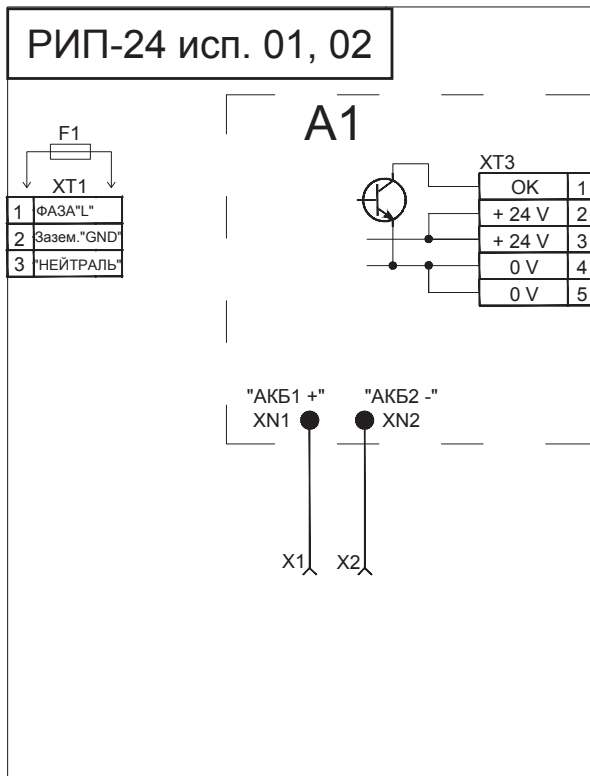 РИП-24 исп. 01, 02
A1
F1
XT1
1 ФАЗА"L"
2 Зазем."GND"
3 "НЕЙТРАЛЬ"
XT3
OK 1
+ 24 V 2
+ 24 V 3
0 V 4
0 V 5
"АКБ1 +" "АКБ2 -"
XN1 XN2
X1 X2